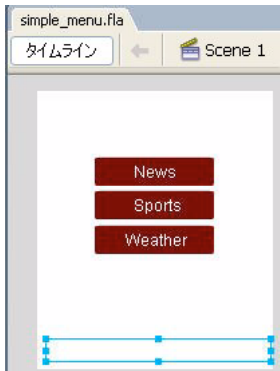 simple_menu.fla
タイムライン
Scene 1
News
Sports
Weather